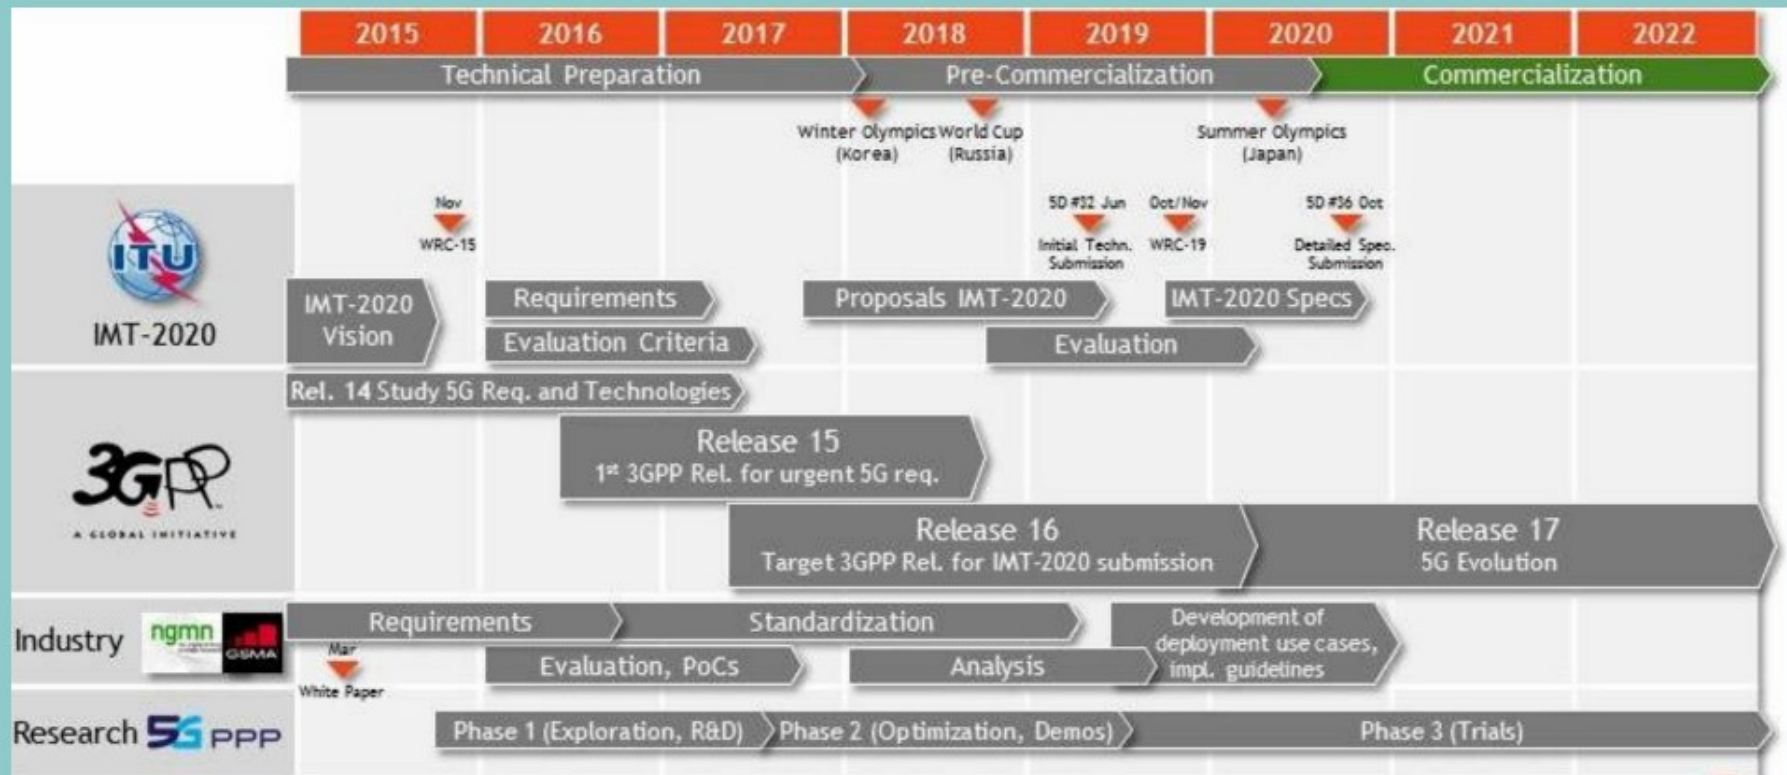 2015 2016 2017 2018 2019 2020 2021 2022
Technical Preparation Pre-Commercialization Commercialization
Winter Olympics World Cup Summer Olympics
(Korea) (Russia) (Japan)
Nov 5D #32 Jun Oct/Nov 5D #36 Oct
WRC-15 Initial Techn. WRC-19 Detailed Spec.
Submission Submission
ITU
IMT-2020
IMT-2020
Vision
Requirements Proposals IMT-2020 IMT-2020 Specs
Evaluation Criteria Evaluation
Rel. 14 Study 5G Req. and Technologies
3GPP
A GLOBAL INITIATIVE
Release 15
1st 3GPP Rel. for urgent 5G req.
Release 16
Target 3GPP Rel. for IMT-2020 submission
Release 17
5G Evolution
Industry ngmn GSMA
Requirements Standardization
Development of
deployment use cases,
impl. guidelines
Mar
White Paper
Evaluation, PoCs Analysis
Research 5G PPP
Phase 1 (Exploration, R&D) Phase 2 (Optimization, Demos) Phase 3 (Trials)